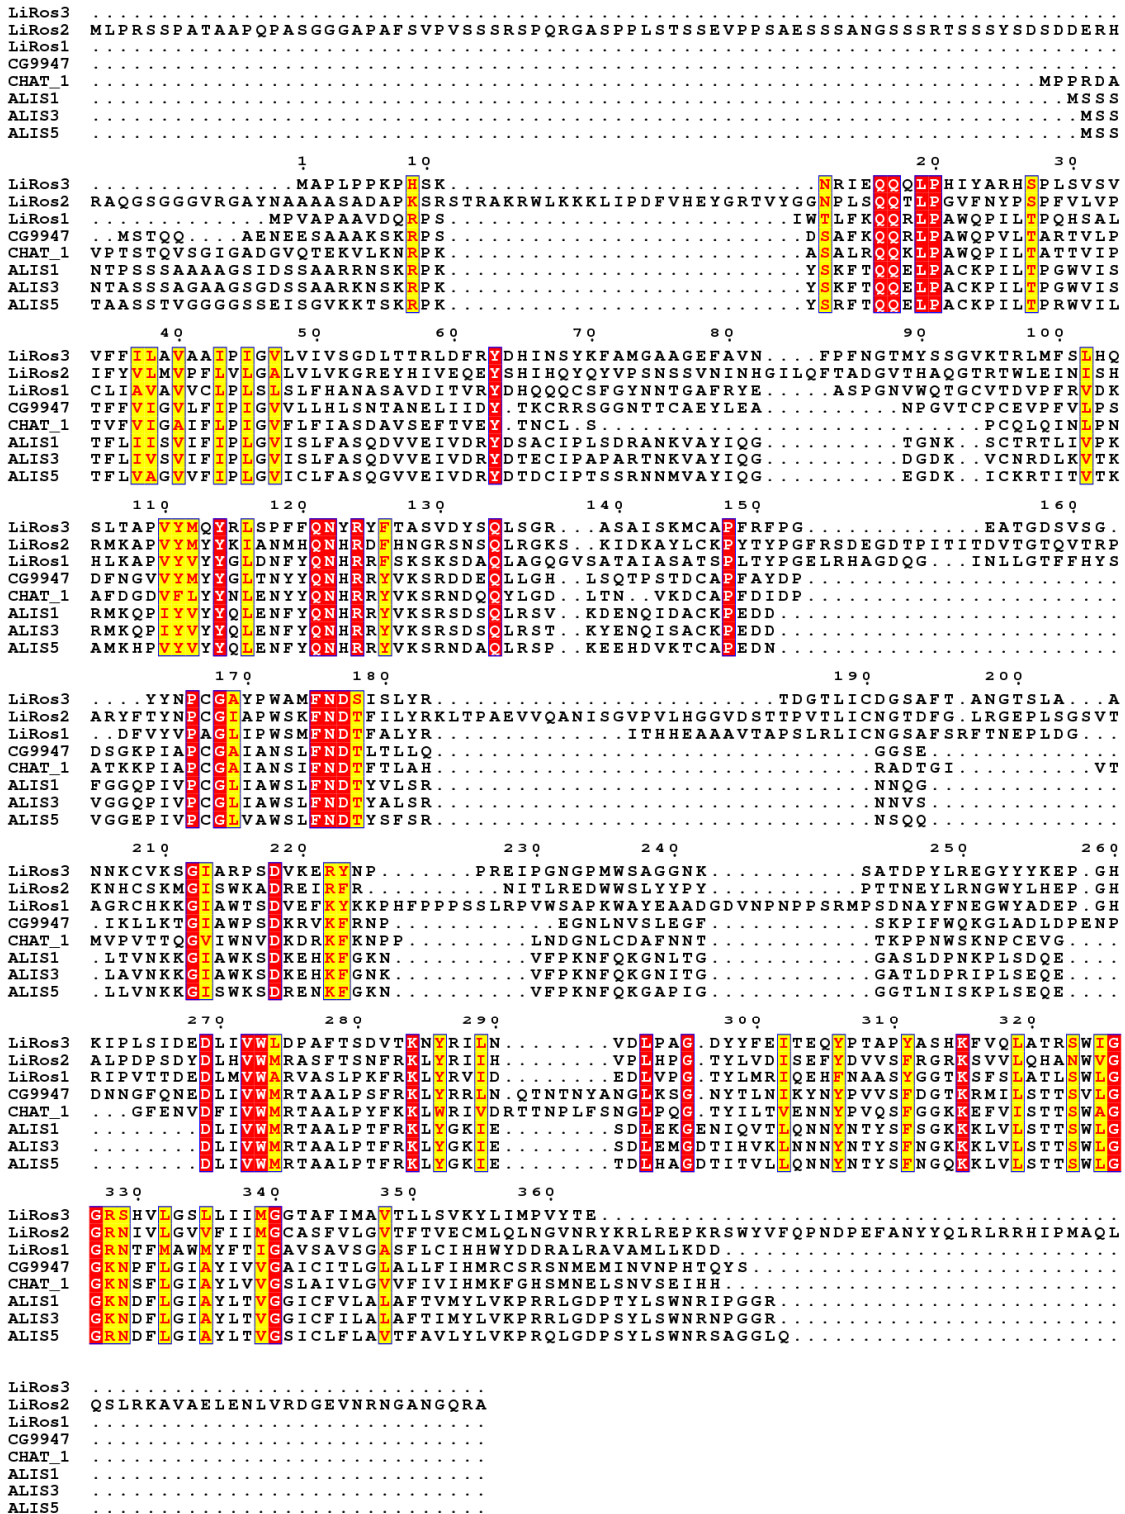 LiRos3 ...........................................................................
LiRos2 MLPRSSPATAAPQPASGGGAPAFSVPVSSSRSPQRGASPPLSTSSEVPPSAESSSANGSSSRTSSSYSDSDDERH
LiRos1 ...........................................................................
CG9947 ...........................................................................
CHAT_1 .....................................................................MPPRDA
ALIS1 .......................................................................MSSS
ALIS3 ........................................................................MSS
ALIS5 ........................................................................MSS
1 10 20 30
LiRos3 ...............MAPLPPKPHSK...........................NRIEQQQLPHIYARHSPLSVSV
LiRos2 RAQGSGGGVRGAYNAAAASADAPKSRSTRAKRWLKKKLIPDFVHEYGRTVYGGNPLSQQTLPGVFNYPSPFVLVP
LiRos1 .............MPVAPAAVDQRPS.........................IWTLFKQQRLPAWQPILTPQHSAL
CG9947 ..MSTQQ....AENEESAAAKSKRPS..........................DSAFKQQRLPAWQPVLTARTVLP
CHAT_1 VPTSTQVSGIGADGVQTEKVLKNRPK..........................ASALRQQKLPAWQPILTATTVIP
ALIS1 NTPSSSAAAAGSIDSSAARRNSKRPK..........................YSKFTQQELPACKPILTPGWVIS
ALIS3 NTASSSAGAAGSGDSSAARKNSKRPK..........................YSKFTQQELPACKPILTPGWVIS
ALIS5 TAASSTVGGGGSSEISGVKKTSKRPK..........................YSRFTQQELPACKPILTPRWVIL
40 50 60 70 80 90 100
LiRos3 VFFILAVAAIPIGVLVIVSGDLTTRLDFRYDHINSYKFAMGAAGEFAVN....FPFNGTMYSSGVKTRLMFSLHQ
LiRos2 IFYVLMVPFLVLGALVLVKGREYHIVEQEYSHIHQYQYVPSNSSVNINHGILQFTADGVTHAQGTRTWLEINISH
LiRos1 CLIAVAVVCLPLSLSLFHANASAVDITVRYDHQQQCSFGYNNTGAFRYE.....ASPGNVWQTGCVTDVPFRVDK
CG9947 TFFVIGVLFIPIGVVLLHLSNTANELIIDY.TKCRRSGGNTTCAEYLEA..........NPGVTCPCEVPFVLPS
CHAT_1 TVFVIGAIFLPIGVFLFIASDAVSEFTVEY.TNCL.S............................PCQLQINLPN
ALIS1 TFLIISVIFIPLGVISLFASQDVVEIVDRYDSACIPLSDRANKVAYIQG..........TGNK..SCTRTLIVPK
ALIS3 TFLIVSVIFIPLGVISLFASQDVVEIVDRYDTECIPAPARTNKVAYIQG..........DGDK..VCNRDLKVTK
ALIS5 TFLVAGVVFIPLGVICLFASQGVVEIVDRYDTDCIPTSSRNNMVAYIQG..........EGDK..ICKRTITVTK
110 120 130 140 150 160
LiRos3 SLTAPVYMQYRLSPFFQNYRYFTASVDYSQLSGR...ASAISKMCAPFRFPG.............EATGDSVSG.
LiRos2 RMKAPVYMYYKIANMHQNHRDFHNGRSNSQLRGKS..KIDKAYLCKPYTYPGFRSDEGDTPITITDVTGTQVTRP
LiRos1 HLKAPVYVYYGLDNFYQNHRRFSKSKSDAQLAGQGVSATAIASATSPLTYPGELRHAGDQG...INLLGTFFHYS
CG9947 DFNGVVYMYYGLTNYYQNHRRYVKSRDDEQLLGH..LSQTPSTDCAPFAYDP.......................
CHAT_1 AFDGDVFLYYNLENYYQNHRRYVKSRNDQQYLGD..LTN..VKDCAPFDIDP.......................
ALIS1 RMKQPIYVYYQLENFYQNHRRYVKSRSDSQLRSV..KDENQIDACKPEDD.........................
ALIS3 RMKQPIYVYYQLENFYQNHRRYVKSRSDSQLRST..KYENQISACKPEDD.........................
ALIS5 AMKHPVYVYYQLENFYQNHRRYVKSRNDAQLRSP..KEEHDVKTCAPEDN.........................
170 180 190 200
LiRos3 ....YYNPCGAYPWAMFNDSISLYR.........................TDGTLICDGSAFT.ANGTSLA...A
LiRos2 ARYFTYNPCGIAPWSKFNDTFILYRKLTPAEVVQANISGVPVLHGGVDSTTPVTLICNGTDFG.LRGEPLSGSVT
LiRos1 ..DFVYVPAGLIPWSMFNDTFALYR..............ITHHEAAAVTAPSLRLICNGSAFSRFTNEPLDG...
CG9947 DSGKPIAPCGAIANSLFNDTLTLLQ................................GGSE..............
CHAT_1 ATKKPIAPCGAIANSIFNDTFTLAH................................RADTGI..........VT
ALIS1 FGGQPIVPCGLIAWSLFNDTYVLSR................................NNQG..............
ALIS3 VGGQPIVPCGLIAWSLFNDTYALSR................................NNVS..............
ALIS5 VGGEPIVPCGLVAWSLFNDTYSFSR................................NSQQ..............
210 220 230 240 250 260
LiRos3 NNKCVKSGIARPSDVKERYNP.......PREIPGNGPMWSAGGNK...........SATDPYLREGYYYKEP.GH
LiRos2 KNHCSKMGISWKADREIRFR..........NITLREDWWSLYYPY...........PTTNEYLRNGWYLHEP.GH
LiRos1 AGRCHKKGIAWTSDVEFKYKKPHFPPPSSLRPVWSAPKWAYEAADGDVNPNPPSRMPSDNAYFNEGWYADEP.GH
CG9947 .IKLLKTGIAWPSDKRVKFRNP............EGNLNVSLEGF............SKPIFWQKGLADLDPENP
CHAT_1 MVPVTTQGVIWNVDKDRKFKNPP.........LNDGNLCDAFNNT............TKPPNWSKNPCEVG....
ALIS1 .LTVNKKGIAWKSDKEHKFGKN..........VFPKNFQKGNLTG............GASLDPNKPLSDQE....
ALIS3 .LAVNKKGIAWKSDKEHKFGNK..........VFPKNFQKGNITG............GATLDPRIPLSEQE....
ALIS5 .LLVNKKGISWKSDRENKFGKN..........VFPKNFQKGAPIG............GGTLNISKPLSEQE....
270 280 290 300 310 320
LiRos3 KIPLSIDEDLIVWLDPAFTSDVTKNYRILN........VDLPAG.DYYFEITEQYPTAPYASHKFVQLATRSWIG
LiRos2 ALPDPSDYDLHVWMRTASFTSNFRKLYRIIH........VPLHPG.TYLVDISEFYDVSRFGRKSVVLQHANWVG
LiRos1 RIPVTTDEDLMVWARVASLPKFRKLYRVID........EDLVPG.TYLMRIQEHFNAASYGGTKSFSLATLSWLG
CG9947 DNNGFQNEDLIVWMRTAALPSFRKLYRRLN.QTNTNYANGLKSG.NYTLNIKYNYPVVSFDGTKRMILSTTSVLG
CHAT_1 ...GFENVDFIVWMRTAALPYFKKLWRIVDRTTNPLFSNGLPQG.TYILTVENNYPVQSFGGKKEFVISTTSWAG
ALIS1 ........DLIVWMRTAALPTFRKLYGKIE........SDLEKGENIQVTLQNNYNTYSFSGKKKLVLSTTSWLG
ALIS3 ........DLIVWMRTAALPTFRKLYGKIE........SDLEMGDTIHVKLNNNYNTYSFNGKKKLVLSTTSWLG
ALIS5 ........DLIVWMRTAALPTFRKLYGKIE........TDLHAGDTITVLLQNNYNTYSFNGQKKLVLSTTSWLG
330 340 350 360
LiRos3 GRSHVLGSLLIIMGGTAFIMAVTLLSVKYLIMPVYTE......................................
LiRos2 GRNIVLGVVFIIMGCASFVLGVTFTVECMLQLNGVNRYKRLREPKRSWYVFQPNDPEFANYYQLRLRRHIPMAQL
LiRos1 GRNTFMAWMYFTIGAVSAVSGASFLCIHHWYDDRALRAVAMLLKDD.............................
CG9947 GKNPFLGIAYIVVGAICITLGLALLFIHMRCSRSNMEMINVNPHTQYS...........................
CHAT_1 GKNSFLGIAYLVVGSLAIVLGVVFIVIHMKFGHSMNELSNVSEIHH.............................
ALIS1 GKNDFLGIAYLTVGGICFVLALAFTVMYLVKPRRLGDPTYLSWNRIPGGR.........................
ALIS3 GKNDFLGIAYLTVGGICFILALAFTIMYLVKPRRLGDPSYLSWNRNPGGR.........................
ALIS5 GRNDFLGIAYLTVGSICLFLAVTFAVLYLVKPRQLGDPSYLSWNRSAGGLQ........................
LiRos3 .............................
LiRos2 QSLRKAVAELENLVRDGEVNRNGANGQRA
LiRos1 .............................
CG9947 .............................
CHAT_1 .............................
ALIS1 .............................
ALIS3 .............................
ALIS5 .............................